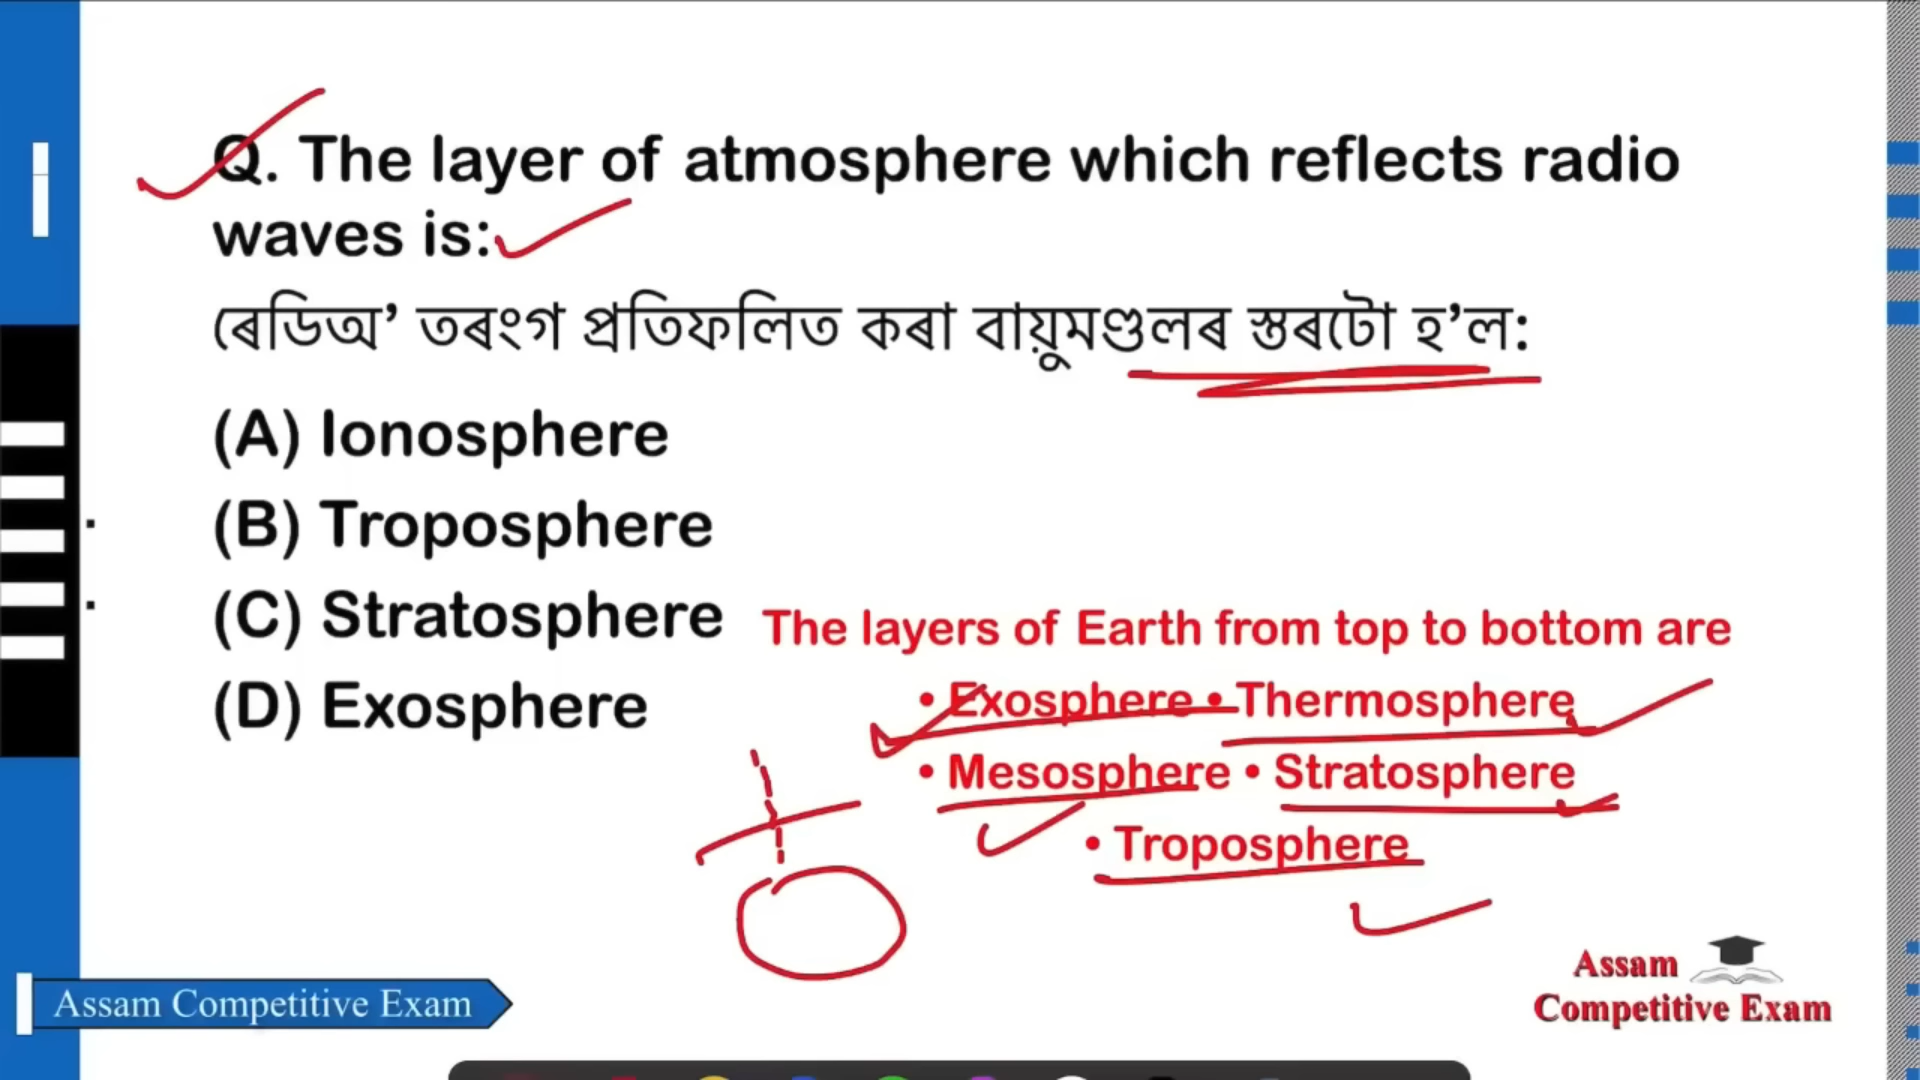 Q. The layer of atmosphere which reflects radio
waves is:
ৰেডিঅ’ তৰংগ প্ৰতিফলিত কৰা বায়ুমণ্ডলৰ স্তৰটো হ’ল:
(A) Ionosphere
(B) Troposphere
(C) Stratosphere
(D) Exosphere
The layers of Earth from top to bottom are
• Exosphere • Thermosphere
• Mesosphere • Stratosphere
• Troposphere
Assam Competitive Exam
Assam
Competitive Exam